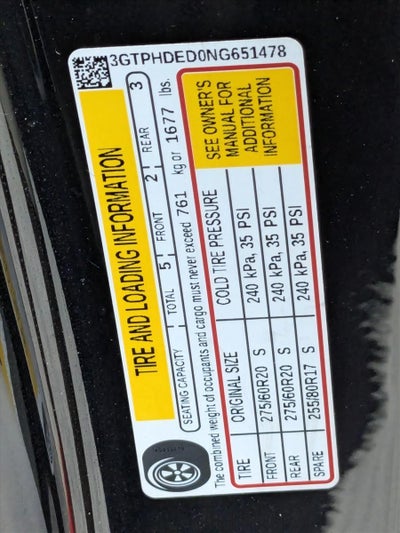 3GTPHDED0NG651478
TIRE AND LOADING INFORMATION
SEATING CAPACITY TOTAL 5 FRONT 2 REAR 3
The combined weight of occupants and cargo must never exceed 761 kg or 1677 lbs.
TIRE ORIGINAL SIZE COLD TIRE PRESSURE
FRONT 275/60R20 S 240 kPa, 35 PSI
REAR 275/60R20 S 240 kPa, 35 PSI
SPARE 255/80R17 S 240 kPa, 35 PSI
SEE OWNER'S
MANUAL FOR
ADDITIONAL
INFORMATION